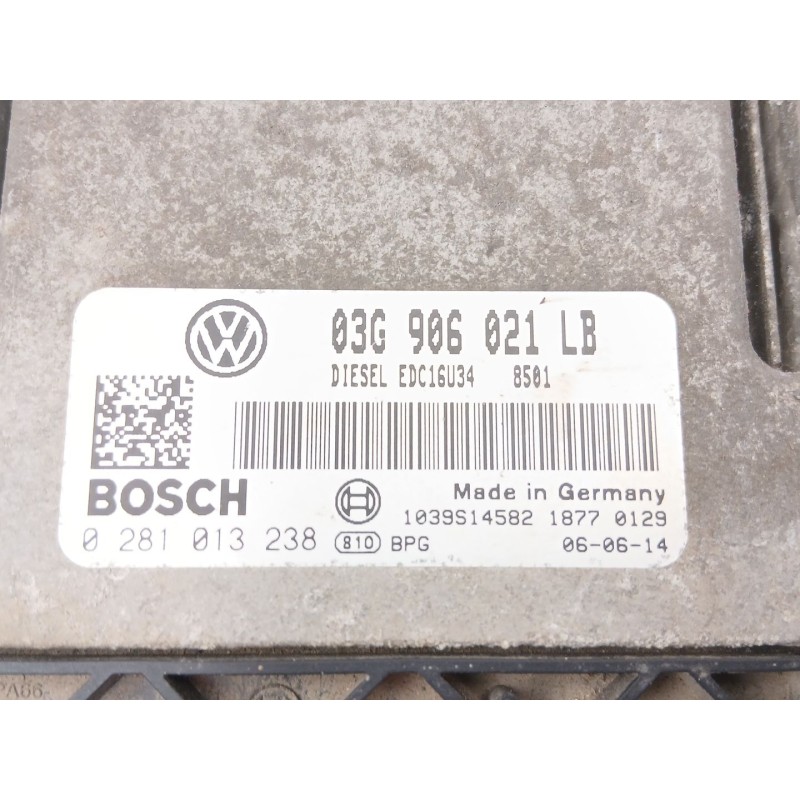 03G 906 021 LB
DIESEL EDC16U34 8501
BOSCH
Made in Germany
1039S14582 1877 0129
0 281 013 238 810 BPG 06-06-14
PA66